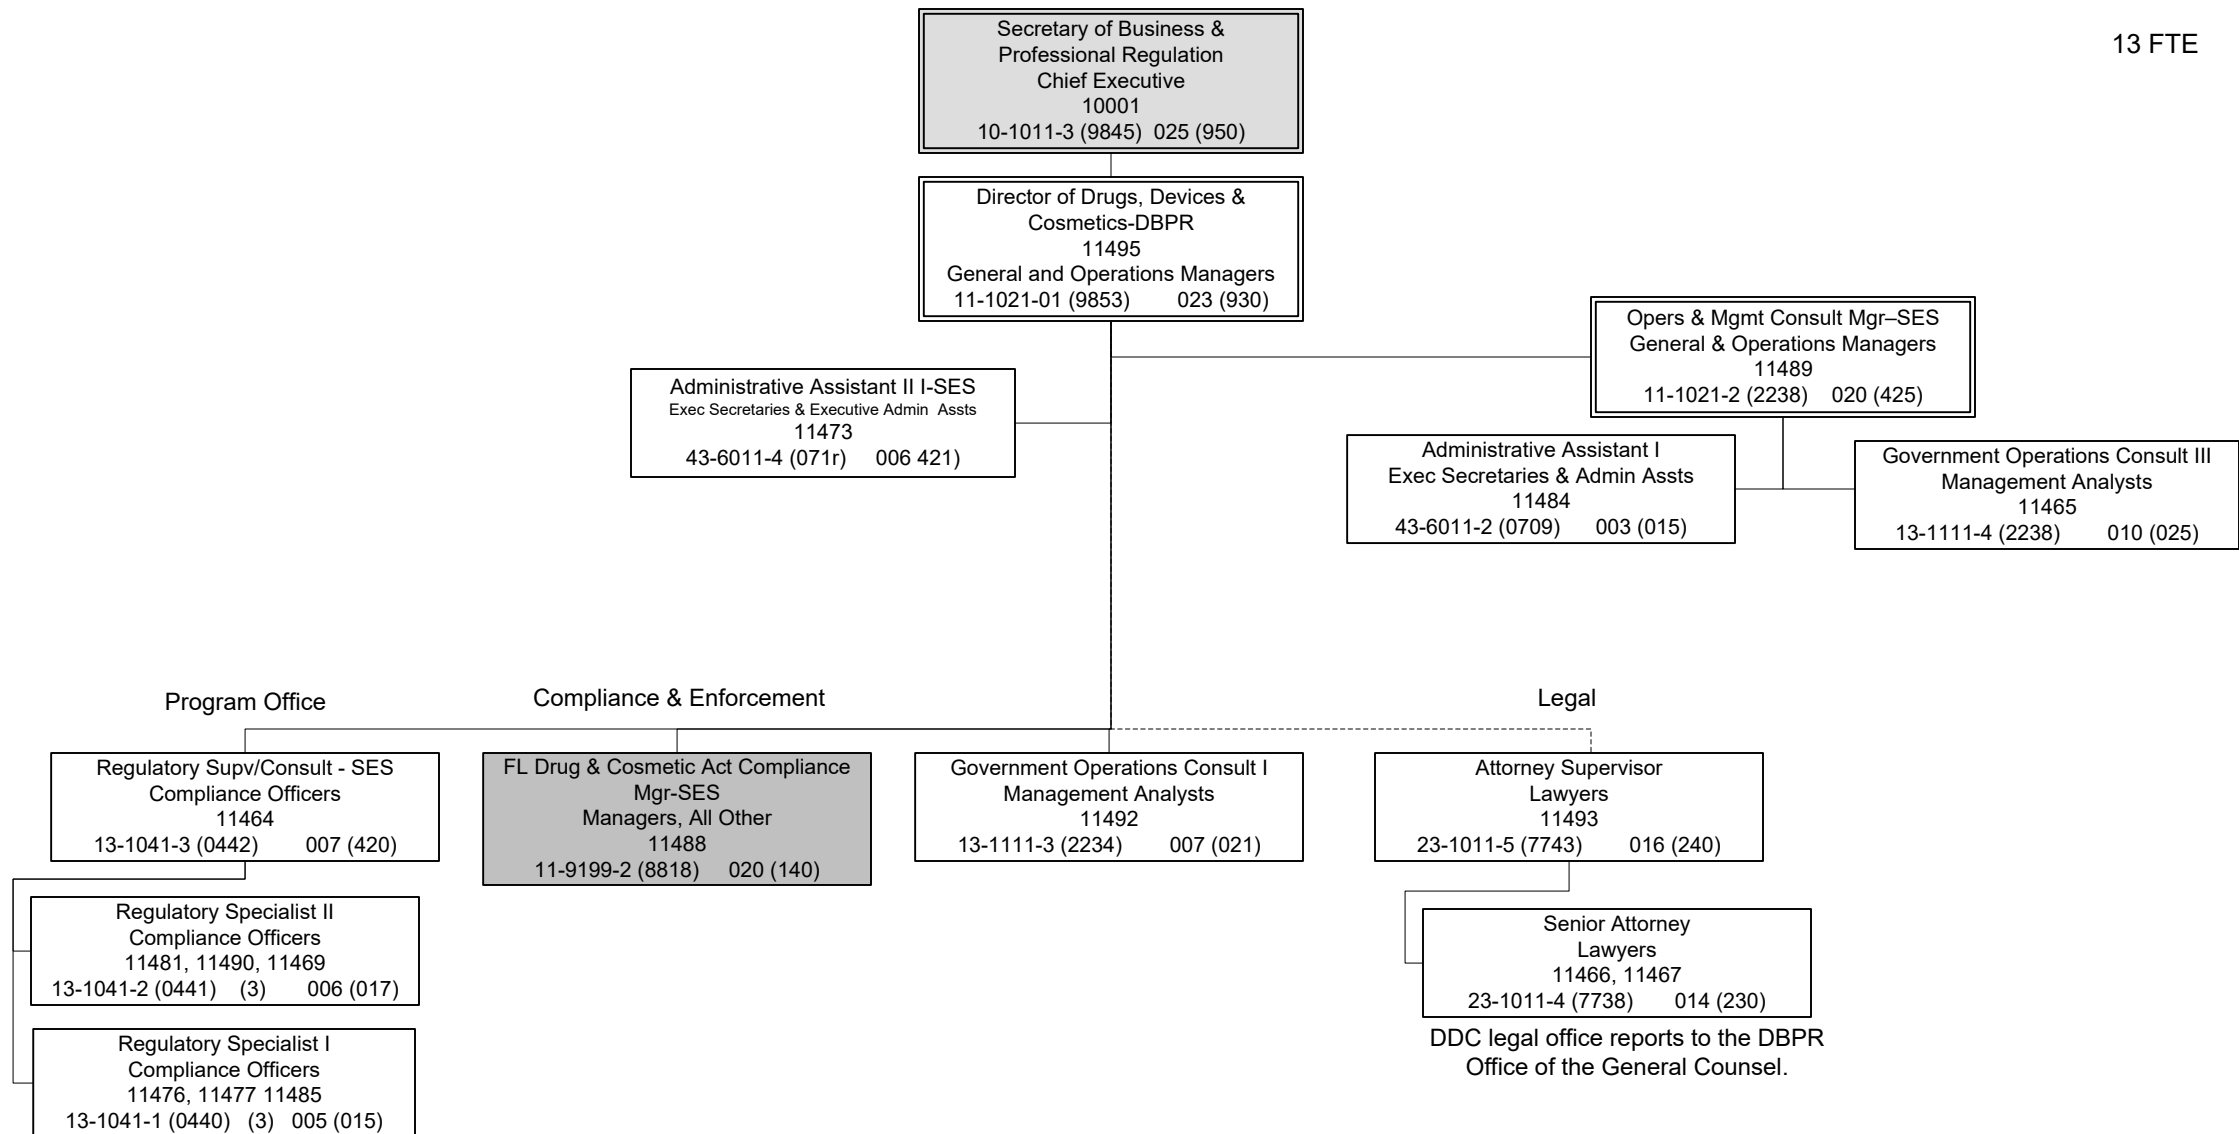 13 FTE
Secretary of Business &
Professional Regulation
Chief Executive
10001
10-1011-3 (9845) 025 (950)
Director of Drugs, Devices &
Cosmetics-DBPR
11495
General and Operations Managers
11-1021-01 (9853) 023 (930)
Opers & Mgmt Consult Mgr–SES
General & Operations Managers
11489
11-1021-2 (2238) 020 (425)
Administrative Assistant II I-SES
Exec Secretaries & Executive Admin Assts
11473
43-6011-4 (071r) 006 421)
Administrative Assistant I
Exec Secretaries & Admin Assts
11484
43-6011-2 (0709) 003 (015)
Government Operations Consult III
Management Analysts
11465
13-1111-4 (2238) 010 (025)
Program Office
Compliance & Enforcement
Legal
Regulatory Supv/Consult - SES
Compliance Officers
11464
13-1041-3 (0442) 007 (420)
FL Drug & Cosmetic Act Compliance
Mgr-SES
Managers, All Other
11488
11-9199-2 (8818) 020 (140)
Government Operations Consult I
Management Analysts
11492
13-1111-3 (2234) 007 (021)
Attorney Supervisor
Lawyers
11493
23-1011-5 (7743) 016 (240)
Regulatory Specialist II
Compliance Officers
11481, 11490, 11469
13-1041-2 (0441) (3) 006 (017)
Senior Attorney
Lawyers
11466, 11467
23-1011-4 (7738) 014 (230)
DDC legal office reports to the DBPR
Office of the General Counsel.
Regulatory Specialist I
Compliance Officers
11476, 11477 11485
13-1041-1 (0440) (3) 005 (015)